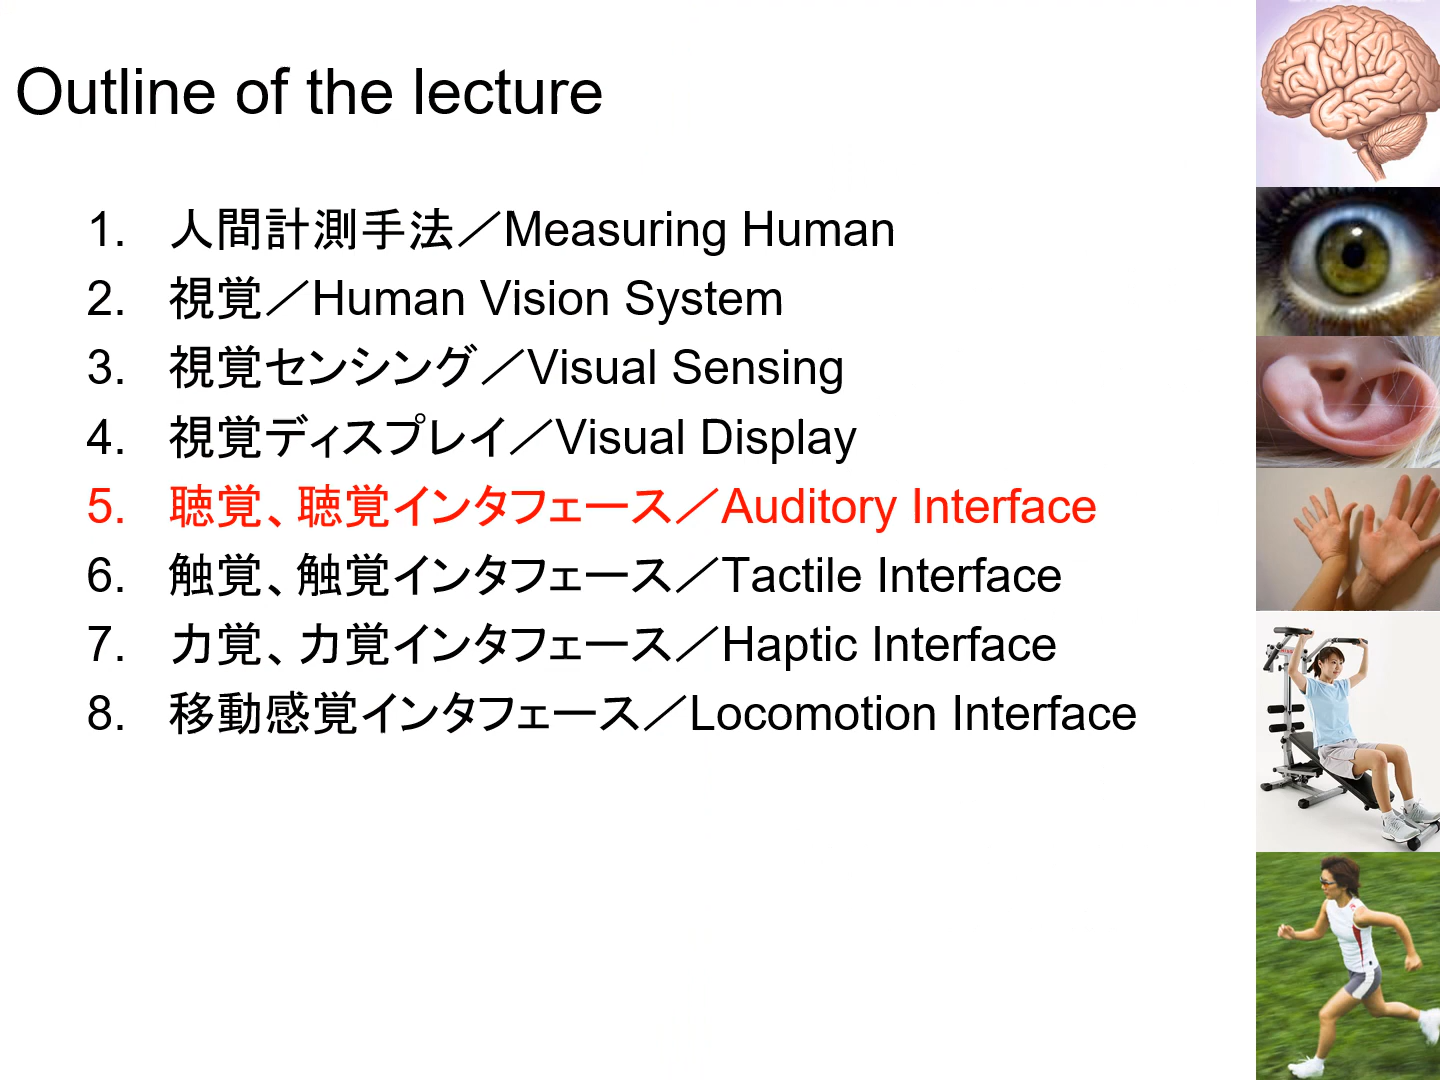 Outline of the lecture
1. 人間計測手法／Measuring Human
2. 視覚／Human Vision System
3. 視覚センシング／Visual Sensing
4. 視覚ディスプレイ／Visual Display
5. 聴覚、聴覚インタフェース／Auditory Interface
6. 触覚、触覚インタフェース／Tactile Interface
7. 力覚、力覚インタフェース／Haptic Interface
8. 移動感覚インタフェース／Locomotion Interface